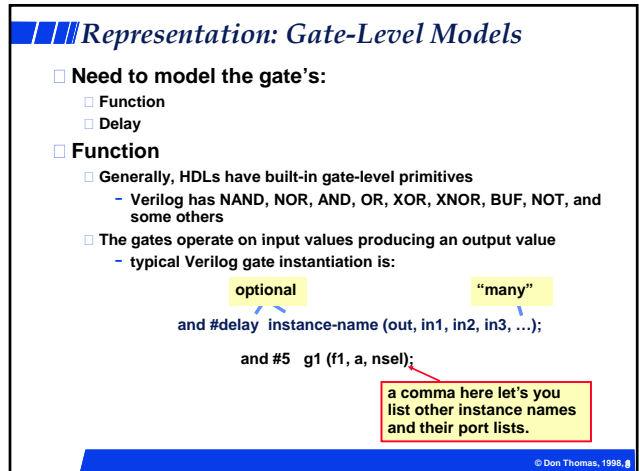 Representation: Gate-Level Models
Need to model the gate's:
Function
Delay
Function
Generally, HDLs have built-in gate-level primitives
– Verilog has NAND, NOR, AND, OR, XOR, XNOR, BUF, NOT, and
some others
The gates operate on input values producing an output value
– typical Verilog gate instantiation is:
optional
“many”
and #delay instance-name (out, in1, in2, in3, …);
and #5 g1 (f1, a, nsel);
a comma here let's you
list other instance names
and their port lists.
© Don Thomas, 1998,